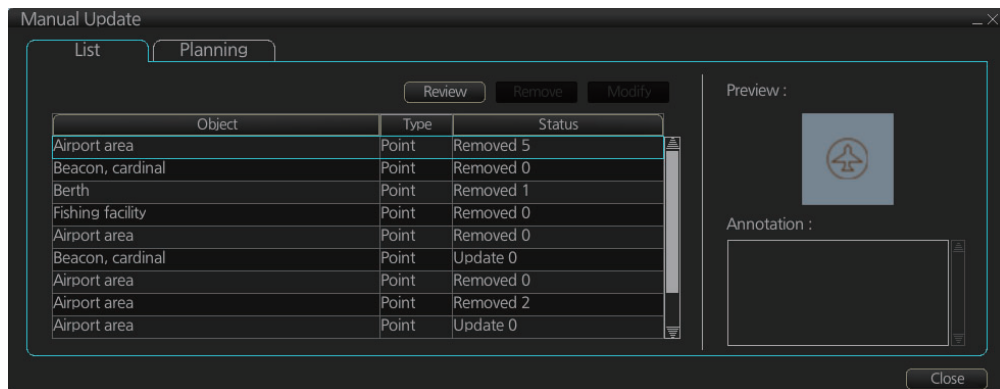 Manual Update
List Planning
Review Remove Modify
Preview :
Object Type Status
Airport area Point Removed 5
Beacon, cardinal Point Removed 0
Berth Point Removed 1
Fishing facility Point Removed 0
Annotation :
Airport area Point Removed 0
Beacon, cardinal Point Update 0
Airport area Point Removed 0
Airport area Point Removed 2
Airport area Point Update 0
Close